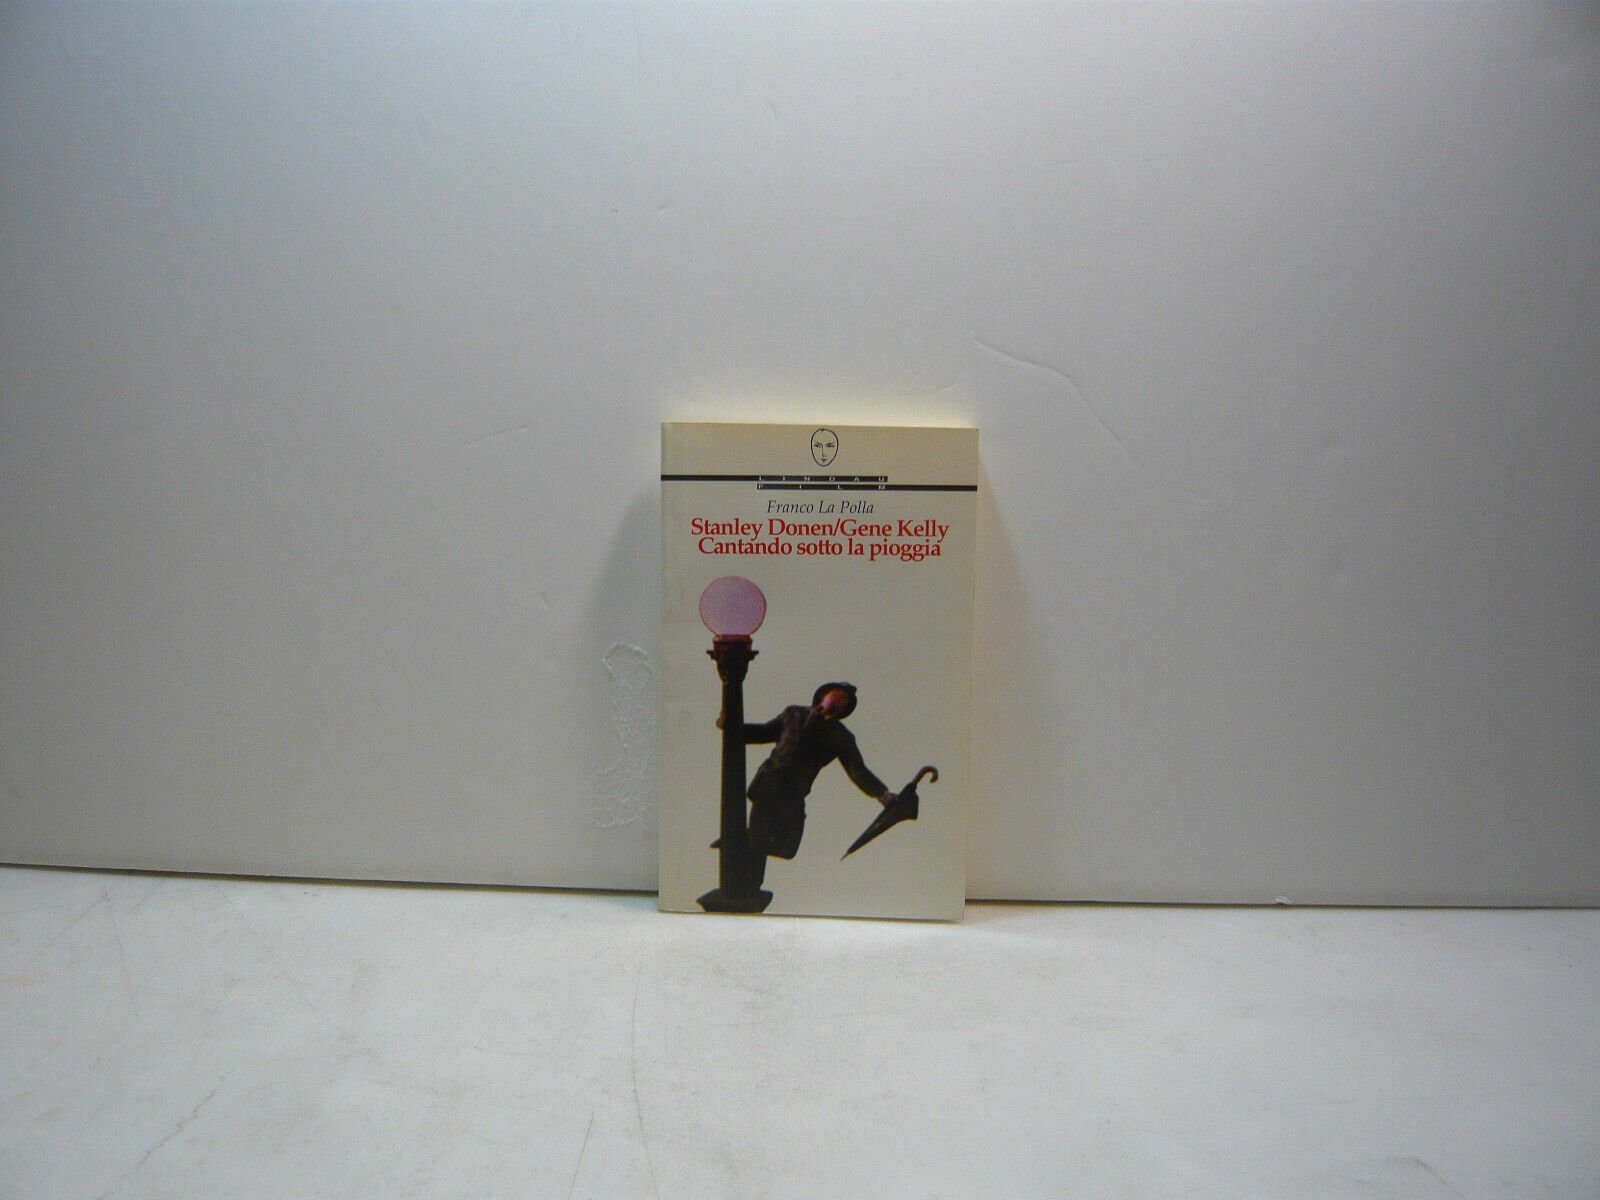 LINDAU
FILM
Franco La Polla
Stanley Donen/Gene Kelly
Cantando sotto la pioggia